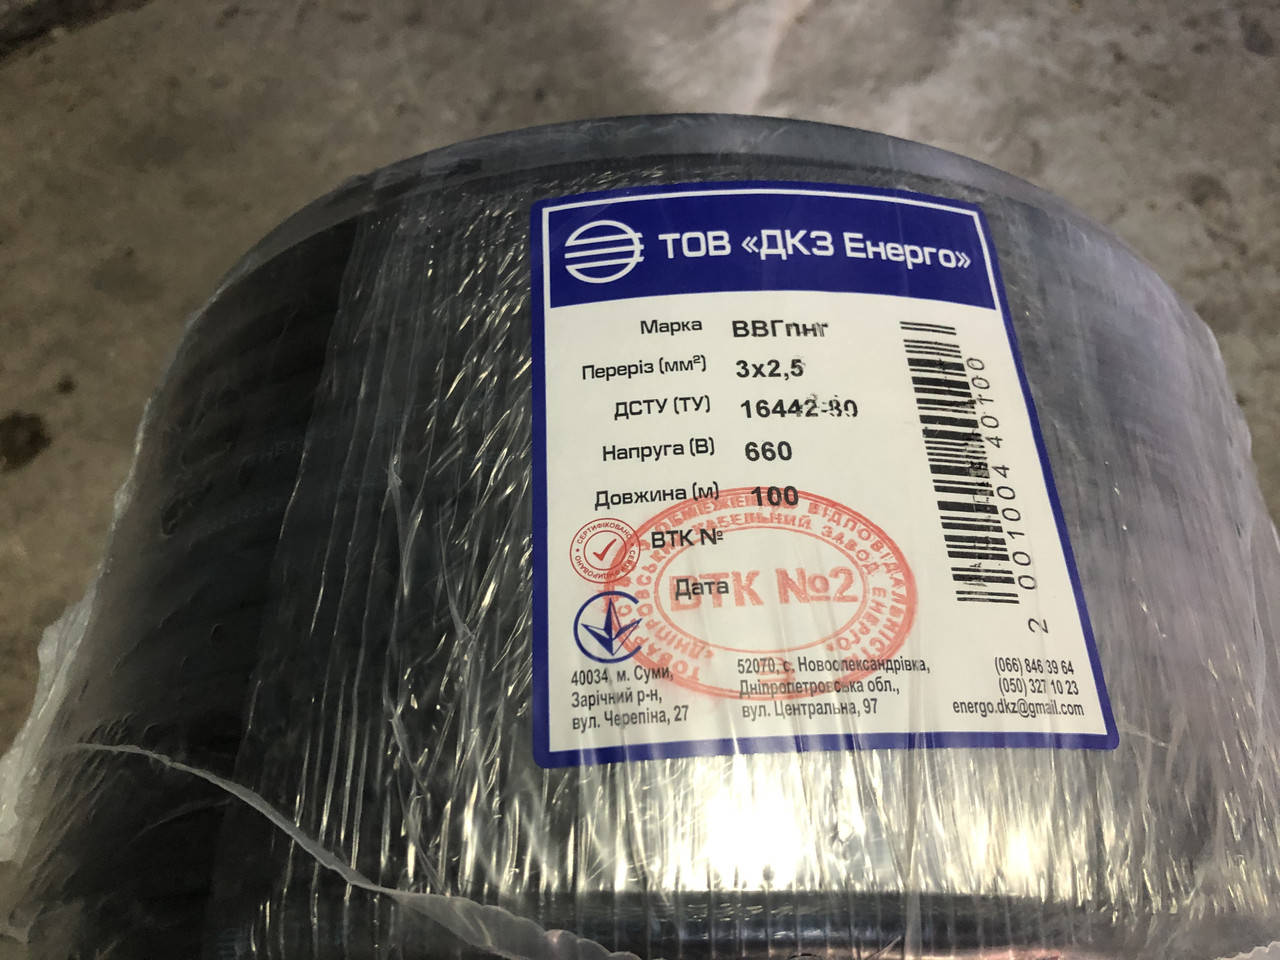 ТОВ «ДКЗ Енерго»
Марка ВВГпнг
Переріз (мм²) 3х2,5
ДСТУ (ТУ) 16442-80
Напруга (В) 660
Довжина (м) 100
ВТК №
Дата
СЕРТИФІКОВАНО
ВТК №2
40034, м. Суми,
Зарічний р-н,
вул. Черепіна, 27
52070, с. Новоолександрівка,
Дніпропетровська обл.,
вул. Центральна, 97
(066) 846 39 64
(050) 327 10 23
energo.dkz@gmail.com
2 001004 440100